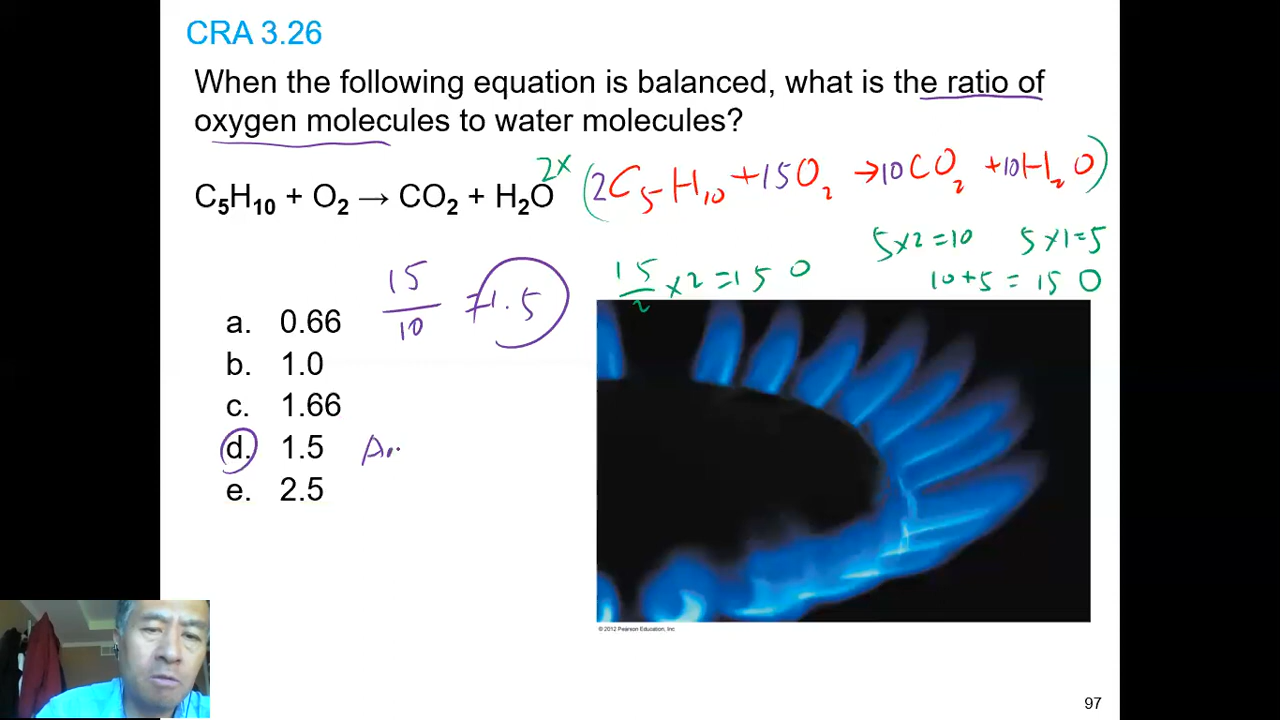 CRA 3.26
When the following equation is balanced, what is the ratio of
oxygen molecules to water molecules?
2x (2C₅H₁₀ + 15O₂ → 10CO₂ + 10H₂O)
C₅H₁₀ + O₂ → CO₂ + H₂O
5x2=10 5x1=5
10+5 = 15 O
15/2 x2 =15 O
15/10 = 1.5
a. 0.66
b. 1.0
c. 1.66
d. 1.5 An
e. 2.5
© 2012 Pearson Education, Inc
97